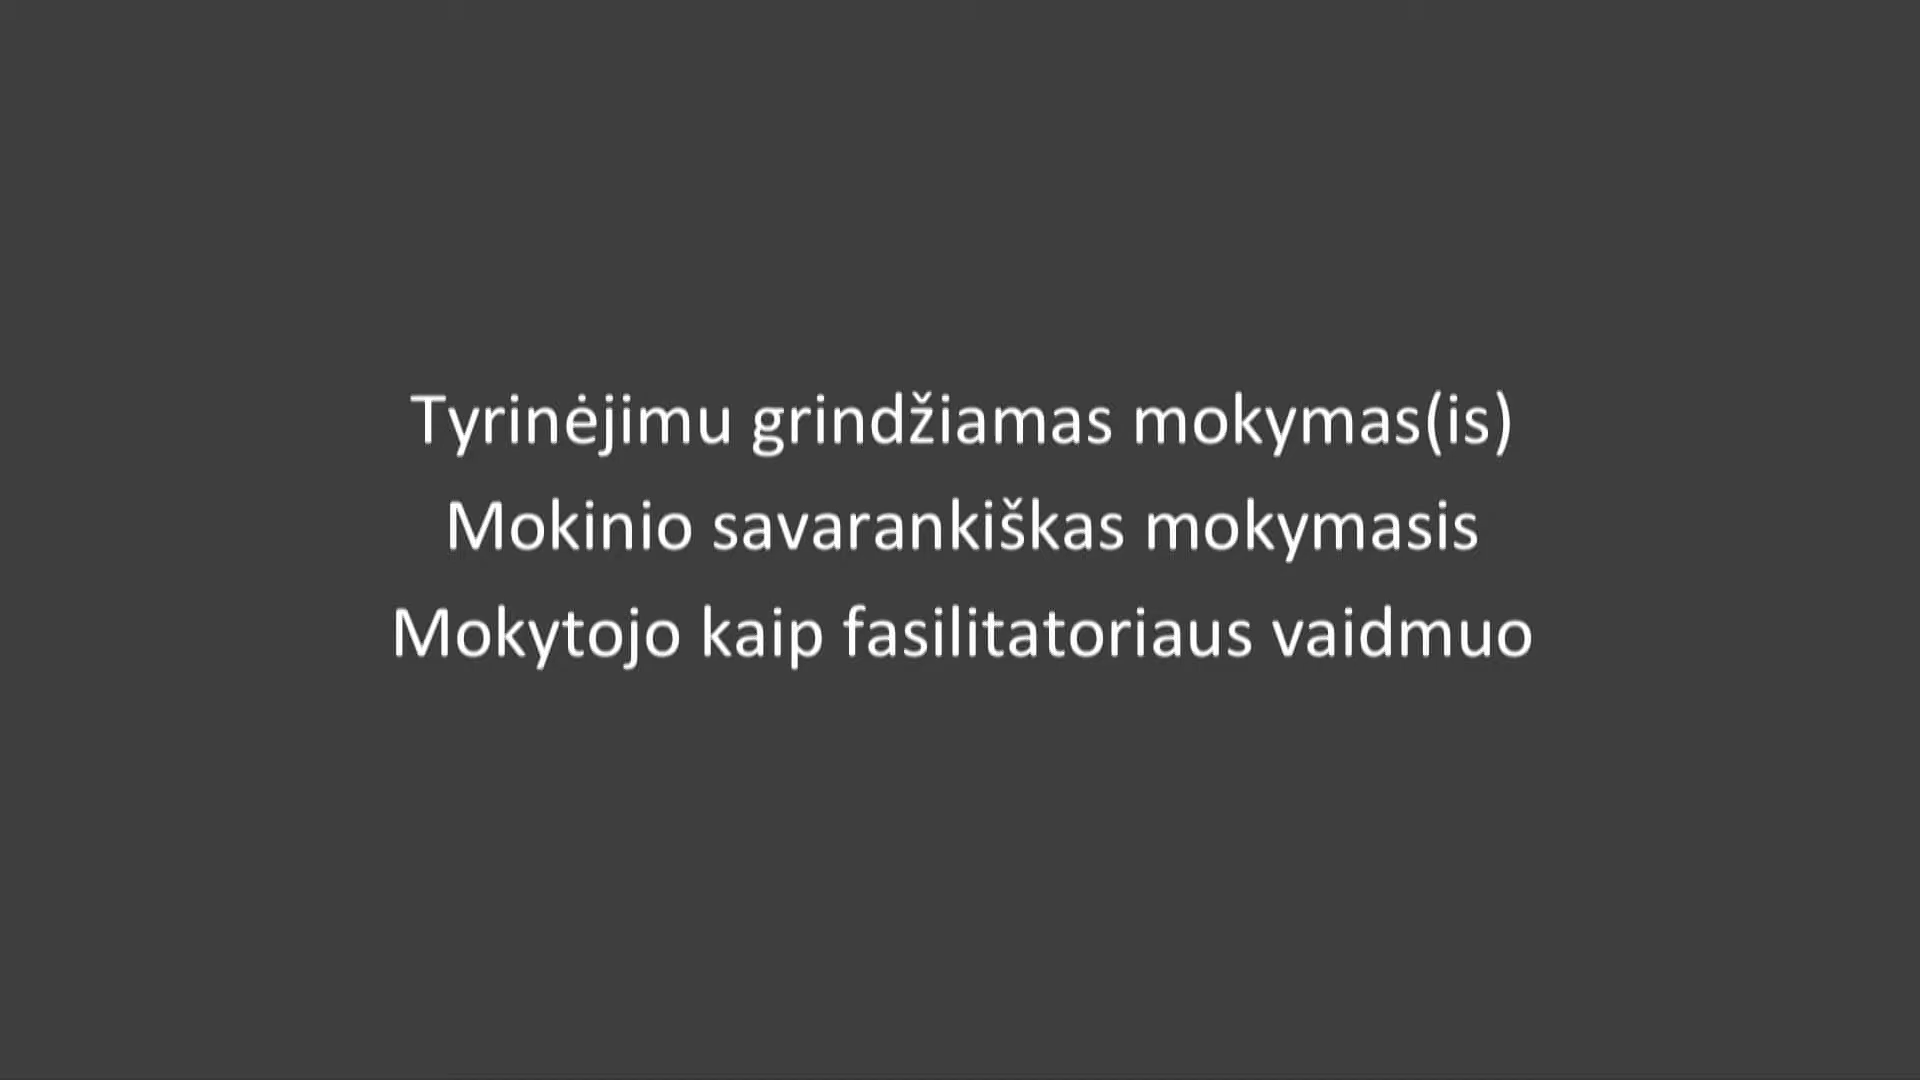 Tyrinėjimu grindžiamas mokymas(is)
Mokinio savarankiškas mokymasis
Mokytojo kaip fasilitatoriaus vaidmuo